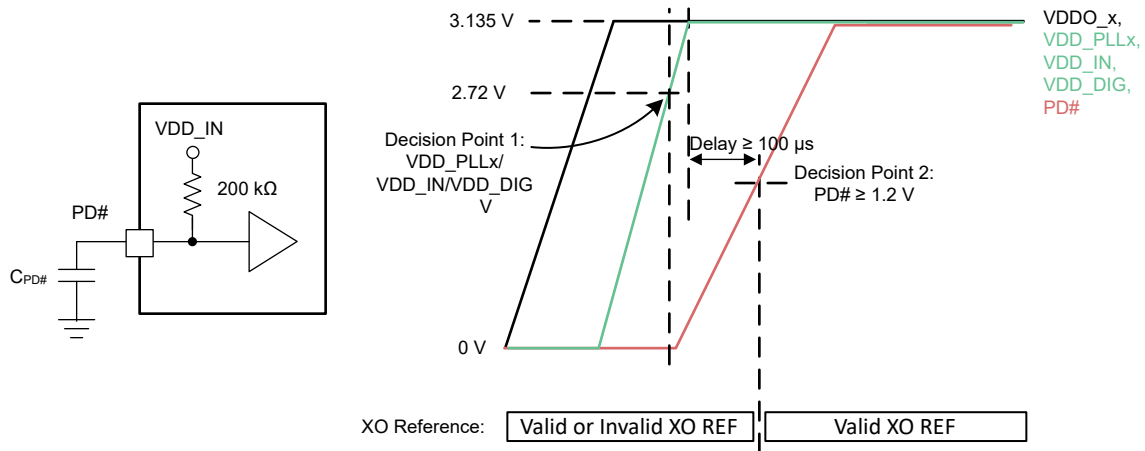 VDD_IN
200 kΩ
PD#
CPD#
3.135 V
2.72 V
Decision Point 1:
VDD_PLLx/
VDD_IN/VDD_DIG
V
0 V
Delay ≥ 100 µs
Decision Point 2:
PD# ≥ 1.2 V
VDDO_x,
VDD_PLLx,
VDD_IN,
VDD_DIG,
PD#
XO Reference:
Valid or Invalid XO REF
Valid XO REF